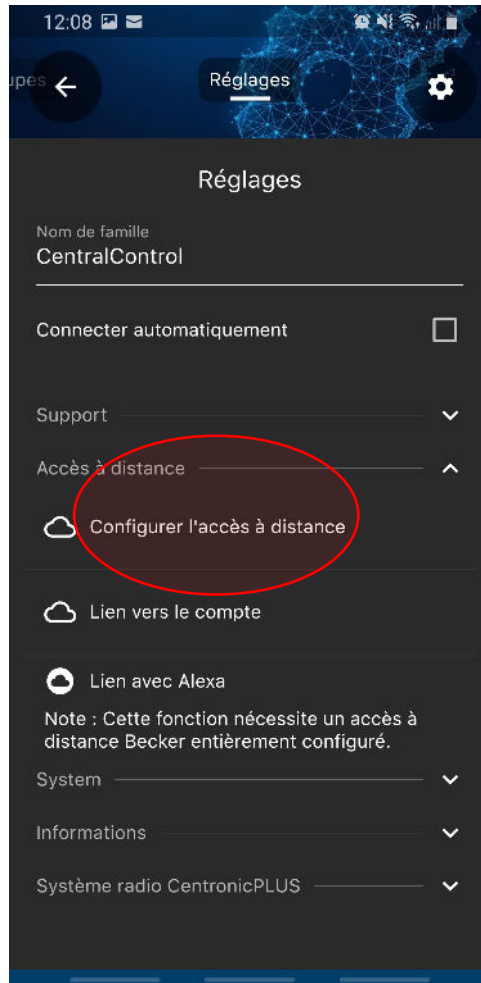 12:08
upes
Réglages
Réglages
Nom de famille
CentralControl
Connecter automatiquement
Support
Accès à distance
Configurer l'accès à distance
Lien vers le compte
Lien avec Alexa
Note : Cette fonction nécessite un accès à
distance Becker entièrement configuré.
System
Informations
Système radio CentronicPLUS